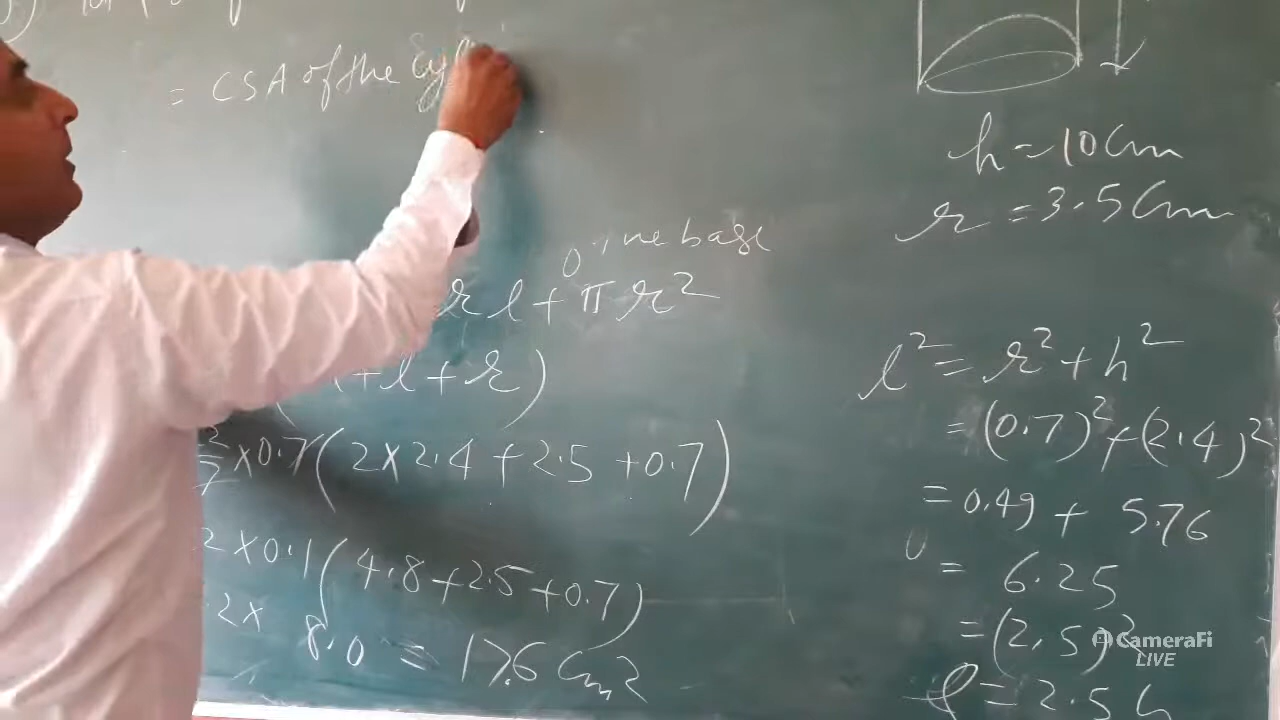 = CSA of the Cy
h = 10 cm
r = 3.5 cm
base
r l + π r²
+ l + r )
× 0.7 ( 2 × 2.4 + 2.5 + 0.7 )
2 × 0.1 ( 4.8 + 2.5 + 0.7 )
.2 × 8.0 = 17.6 cm²
l² = r² + h²
= (0.7)² + (2.4)²
= 0.49 + 5.76
= 6.25
= (2.5)²
l = 2.5
CameraFi
LIVE